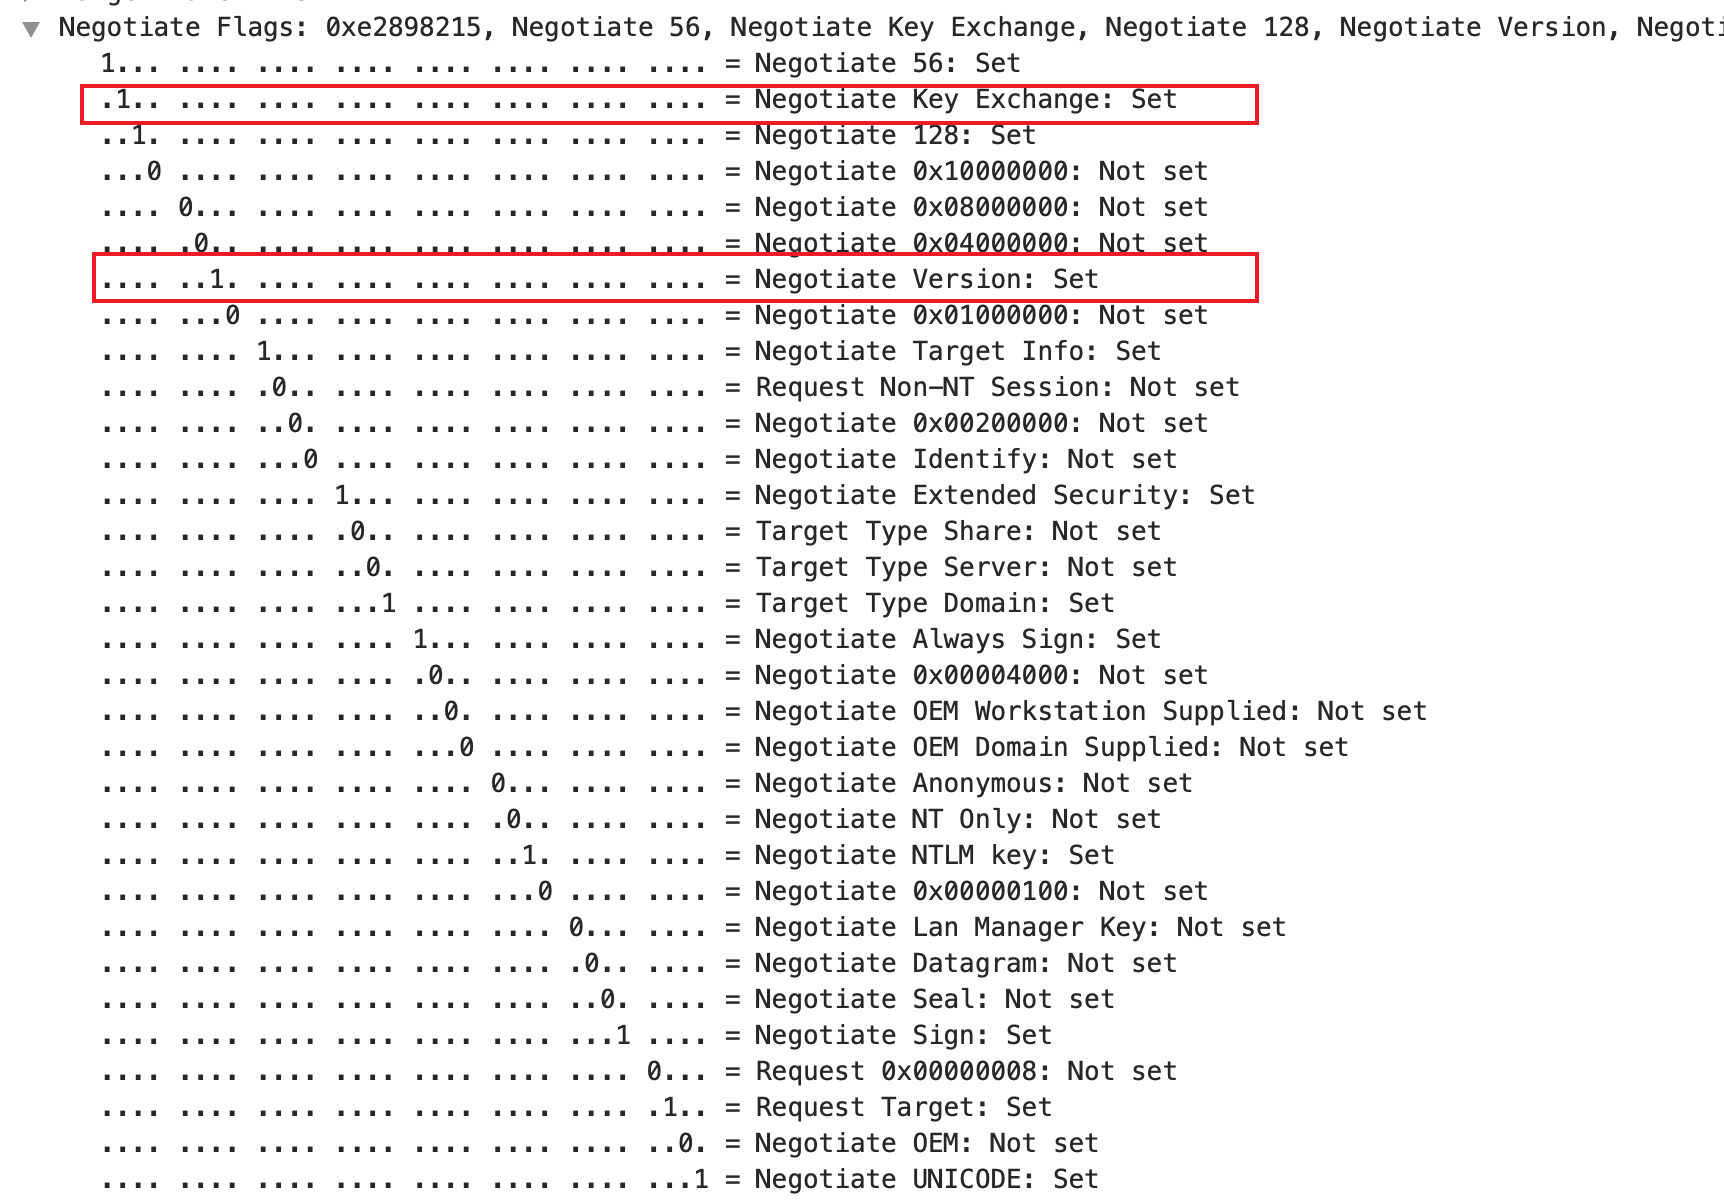 Negotiate Flags: 0xe2898215, Negotiate 56, Negotiate Key Exchange, Negotiate 128, Negotiate Version,
1... .... .... .... .... .... .... .... = Negotiate 56: Set
.1.. .... .... .... .... .... .... .... = Negotiate Key Exchange: Set
..1. .... .... .... .... .... .... .... = Negotiate 128: Set
...0 .... .... .... .... .... .... .... = Negotiate 0x10000000: Not set
.... 0... .... .... .... .... .... .... = Negotiate 0x08000000: Not set
.... .0.. .... .... .... .... .... .... = Negotiate 0x04000000: Not set
.... ..1. .... .... .... .... .... .... = Negotiate Version: Set
.... ...0 .... .... .... .... .... .... = Negotiate 0x01000000: Not set
.... .... 1... .... .... .... .... .... = Negotiate Target Info: Set
.... .... .0.. .... .... .... .... .... = Request Non-NT Session: Not set
.... .... ..0. .... .... .... .... .... = Negotiate 0x00200000: Not set
.... .... ...0 .... .... .... .... .... = Negotiate Identify: Not set
.... .... .... 1... .... .... .... .... = Negotiate Extended Security: Set
.... .... .... .0.. .... .... .... .... = Target Type Share: Not set
.... .... .... ..0. .... .... .... .... = Target Type Server: Not set
.... .... .... ...1 .... .... .... .... = Target Type Domain: Set
.... .... .... .... 1... .... .... .... = Negotiate Always Sign: Set
.... .... .... .... .0.. .... .... .... = Negotiate 0x00004000: Not set
.... .... .... .... ..0. .... .... .... = Negotiate OEM Workstation Supplied: Not set
.... .... .... .... ...0 .... .... .... = Negotiate OEM Domain Supplied: Not set
.... .... .... .... .... 0... .... .... = Negotiate Anonymous: Not set
.... .... .... .... .... .0.. .... .... = Negotiate NT Only: Not set
.... .... .... .... .... ..1. .... .... = Negotiate NTLM key: Set
.... .... .... .... .... ...0 .... .... = Negotiate 0x00000100: Not set
.... .... .... .... .... .... 0... .... = Negotiate Lan Manager Key: Not set
.... .... .... .... .... .... .0.. .... = Negotiate Datagram: Not set
.... .... .... .... .... .... ..0. .... = Negotiate Seal: Not set
.... .... .... .... .... .... ...1 .... = Negotiate Sign: Set
.... .... .... .... .... .... .... 0... = Request 0x00000008: Not set
.... .... .... .... .... .... .... .1.. = Request Target: Set
.... .... .... .... .... .... .... ..0. = Negotiate OEM: Not set
.... .... .... .... .... .... .... ...1 = Negotiate UNICODE: Set